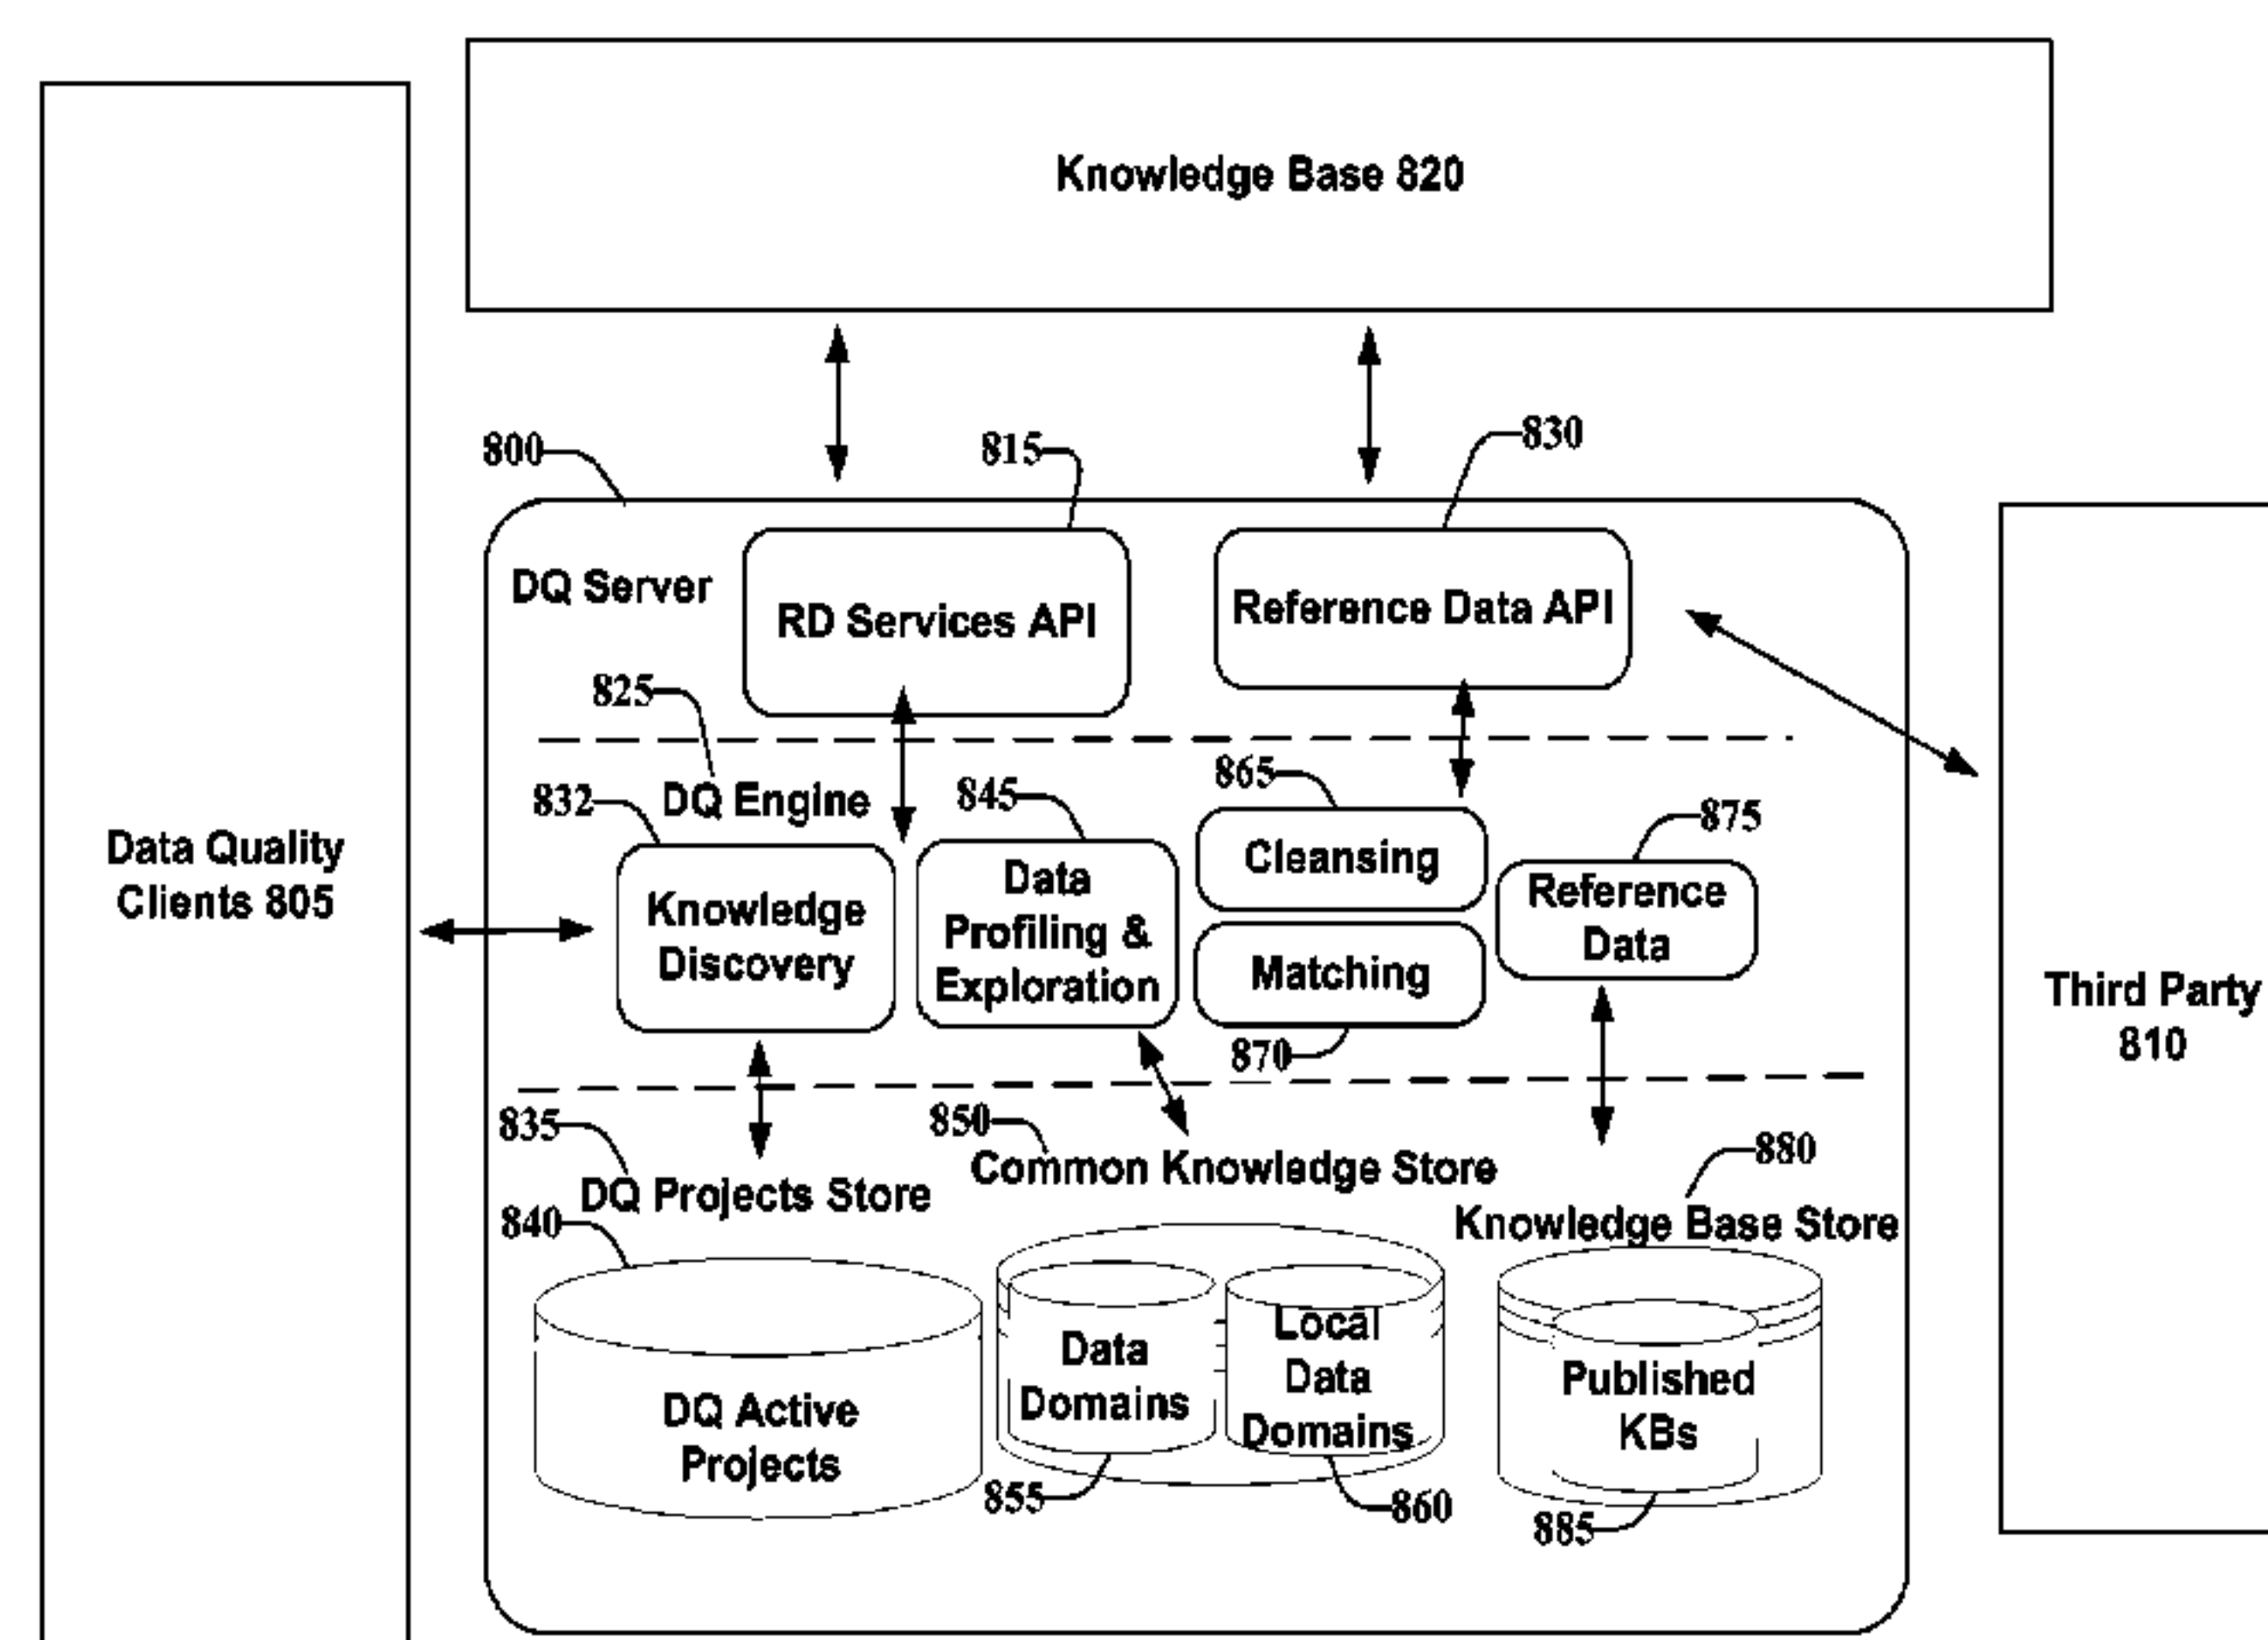 Knowledge Base 820
800
815
830
DQ Server
RD Services API
Reference Data API
825
DQ Engine
832
845
865
875
Data Quality
Clients 805
Knowledge
Discovery
Data
Profiling &
Exploration
Cleansing
Matching
Reference
Data
870
Third Party
810
835
DQ Projects Store
850
Common Knowledge Store
880
Knowledge Base Store
840
DQ Active
Projects
Data
Domains
Local
Data
Domains
Published
KBs
855
860
885